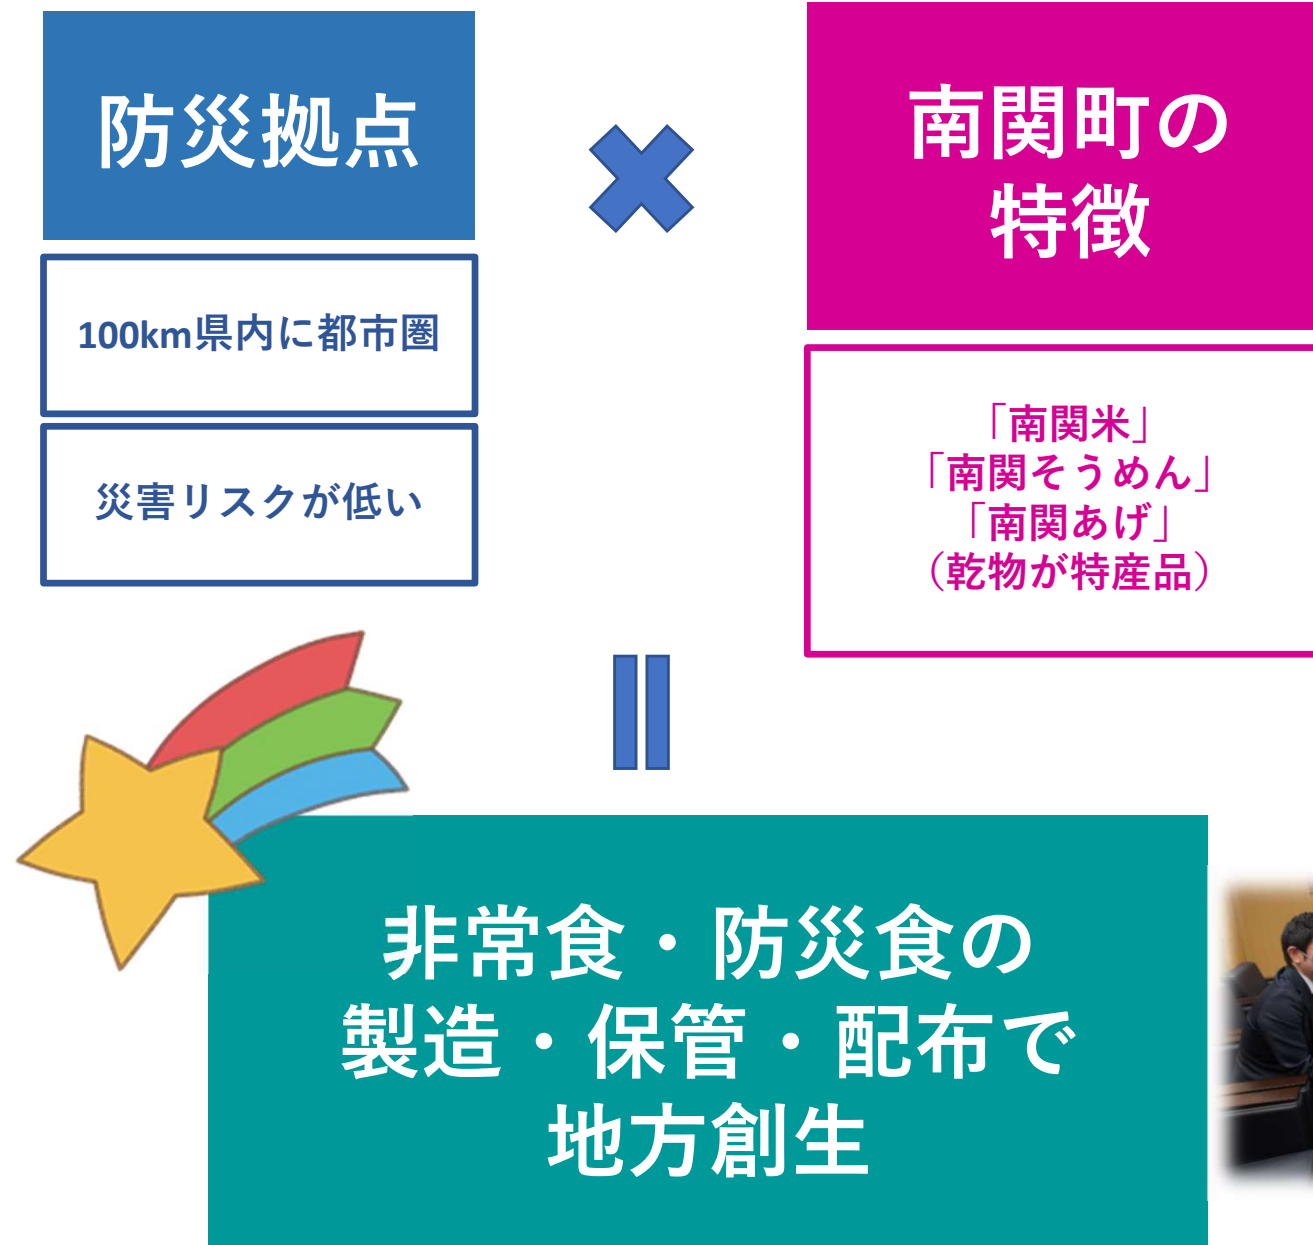 防災拠点
100km県内に都市圏
災害リスクが低い
南関町の
特徴
「南関米」
「南関そうめん」
「南関あげ」
（乾物が特産品）
非常食・防災食の
製造・保管・配布で
地方創生